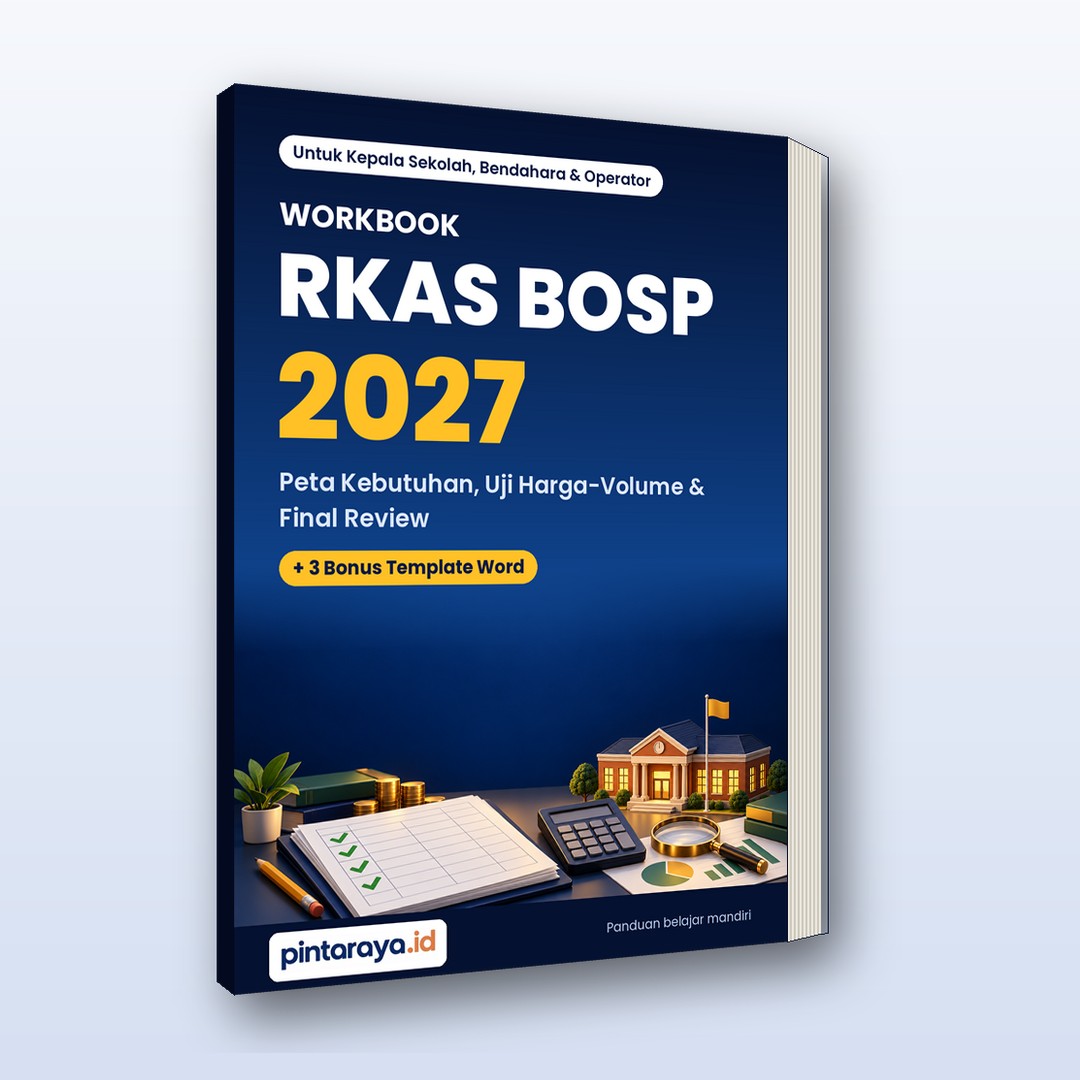 Untuk Kepala Sekolah, Bendahara & Operator
WORKBOOK
RKAS BOSP
2027
Peta Kebutuhan, Uji Harga-Volume &
Final Review
+ 3 Bonus Template Word
Panduan belajar mandiri
pintaraya.id